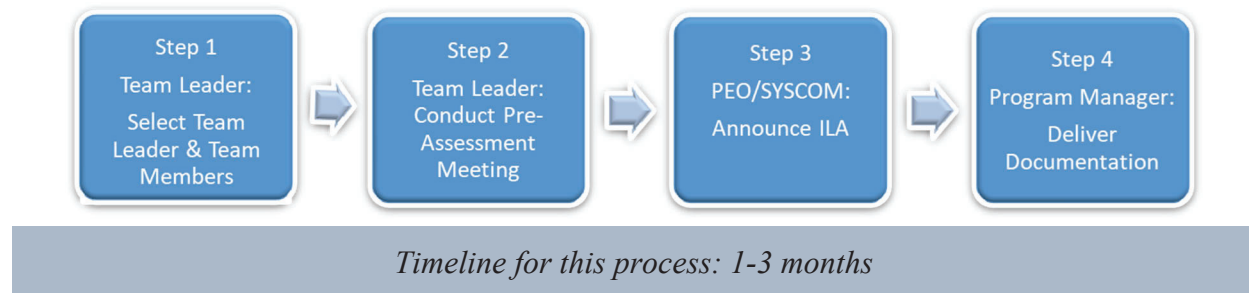 Step 1
Team Leader:
Select Team
Leader & Team
Members
Step 2
Team Leader:
Conduct Pre-
Assessment
Meeting
Step 3
PEO/SYSCOM:
Announce ILA
Step 4
Program Manager:
Deliver
Documentation
Timeline for this process: 1-3 months